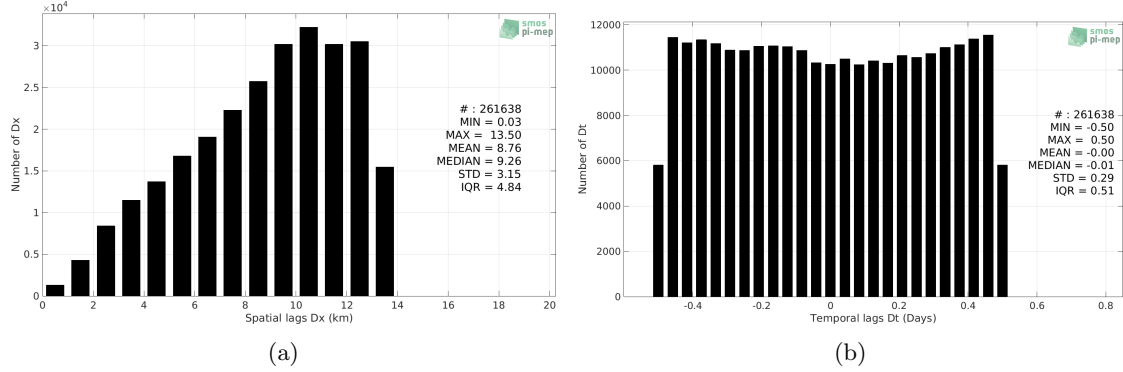 ×10⁴
3
2.5
2
1.5
1
0.5
0
0 2 4 6 8 10 12 14 16 18 20
Number of Dx
Spatial lags Dx (km)
smos
pi-mep
# : 261638
MIN = 0.03
MAX = 13.50
MEAN = 8.76
MEDIAN = 9.26
STD = 3.15
IQR = 4.84
(a)
12000
10000
8000
6000
4000
2000
0
-0.4 -0.2 0 0.2 0.4 0.6 0.8
Number of Dt
Temporal lags Dt (Days)
smos
pi-mep
# : 261638
MIN = -0.50
MAX = 0.50
MEAN = -0.00
MEDIAN = -0.01
STD = 0.29
IQR = 0.51
(b)